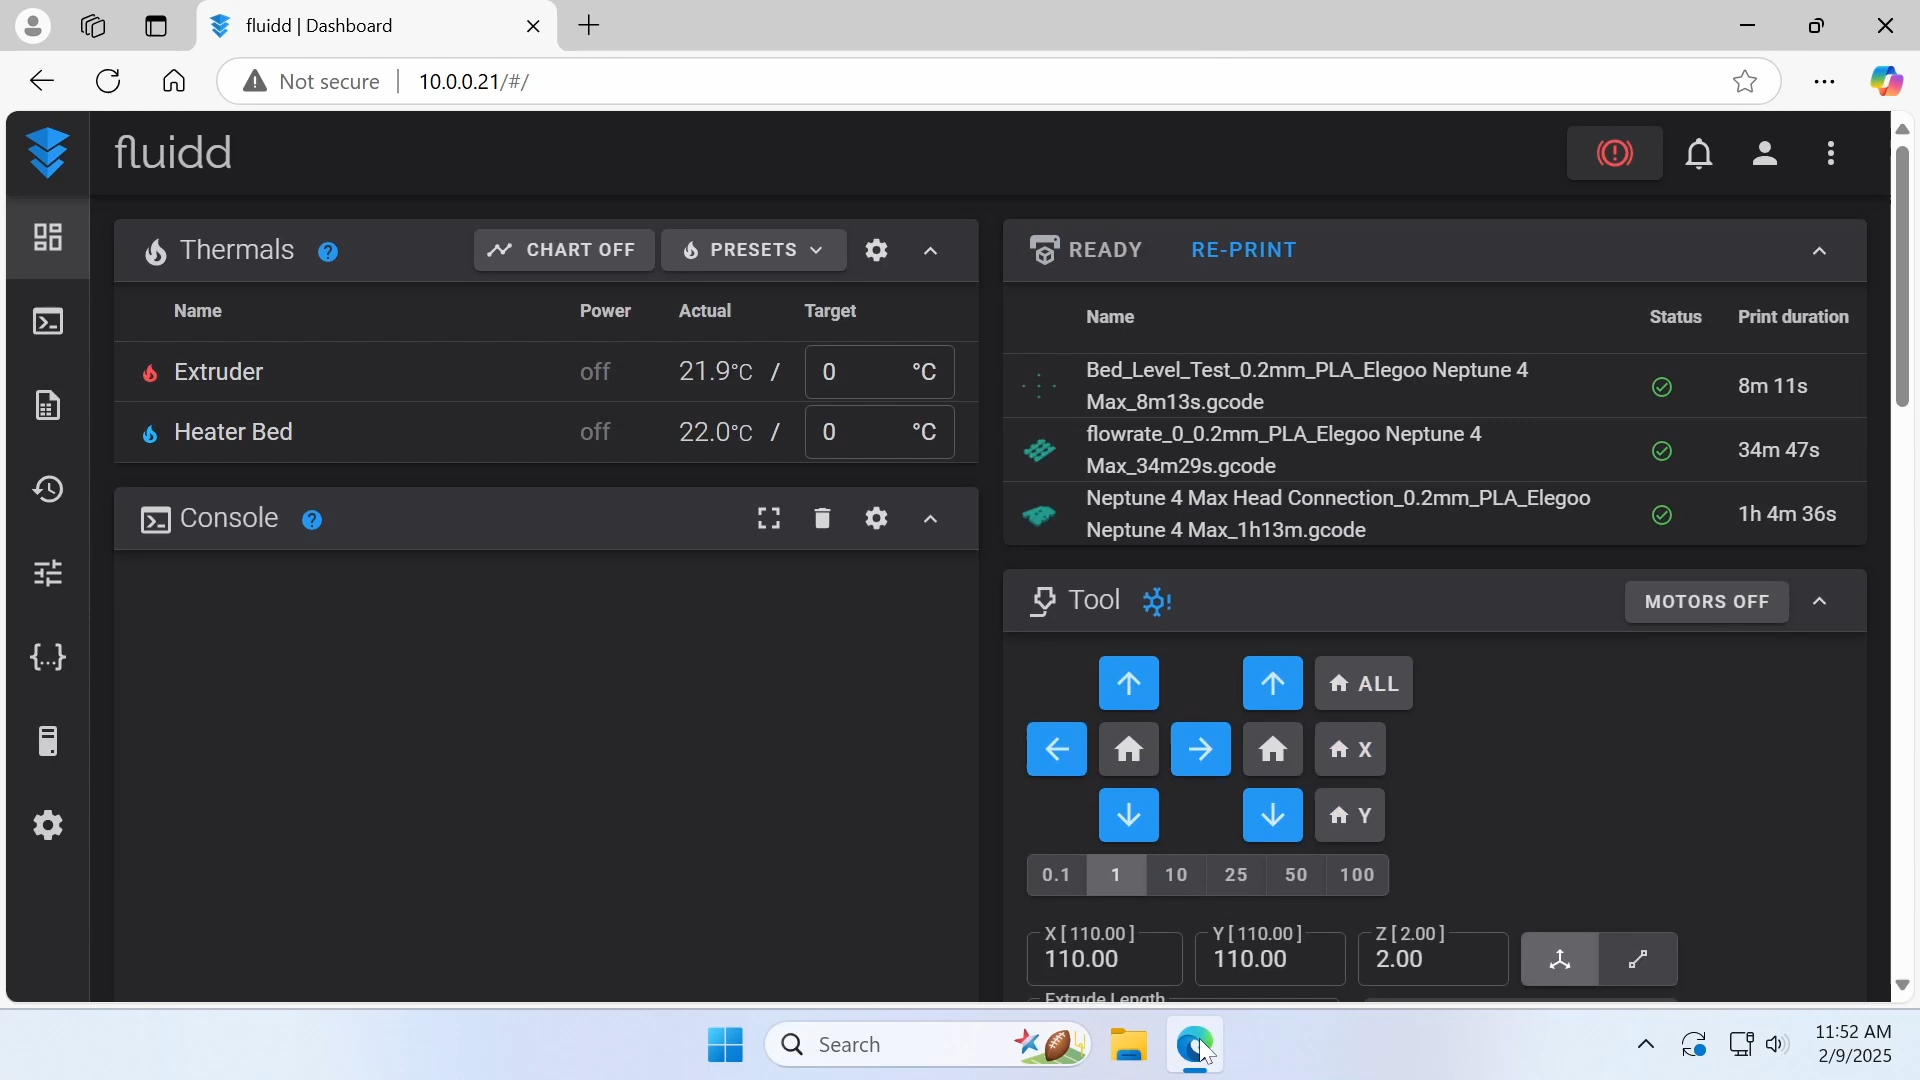 fluidd | Dashboard
Not secure
10.0.0.21/#/
fluidd
Thermals
CHART OFF
PRESETS
Name Power Actual Target
Extruder off 21.9°C / 0 °C
Heater Bed off 22.0°C / 0 °C
Console
READY RE-PRINT
Name Status Print duration
Bed_Level_Test_0.2mm_PLA_Elegoo Neptune 4
Max_8m13s.gcode
8m 11s
flowrate_0_0.2mm_PLA_Elegoo Neptune 4
Max_34m29s.gcode
34m 47s
Neptune 4 Max Head Connection_0.2mm_PLA_Elegoo
Neptune 4 Max_1h13m.gcode
1h 4m 36s
Tool
MOTORS OFF
ALL
X
Y
0.1 1 10 25 50 100
X [ 110.00 ] Y [ 110.00 ] Z [ 2.00 ]
110.00 110.00 2.00
Extrude Length
Search
11:52 AM
2/9/2025